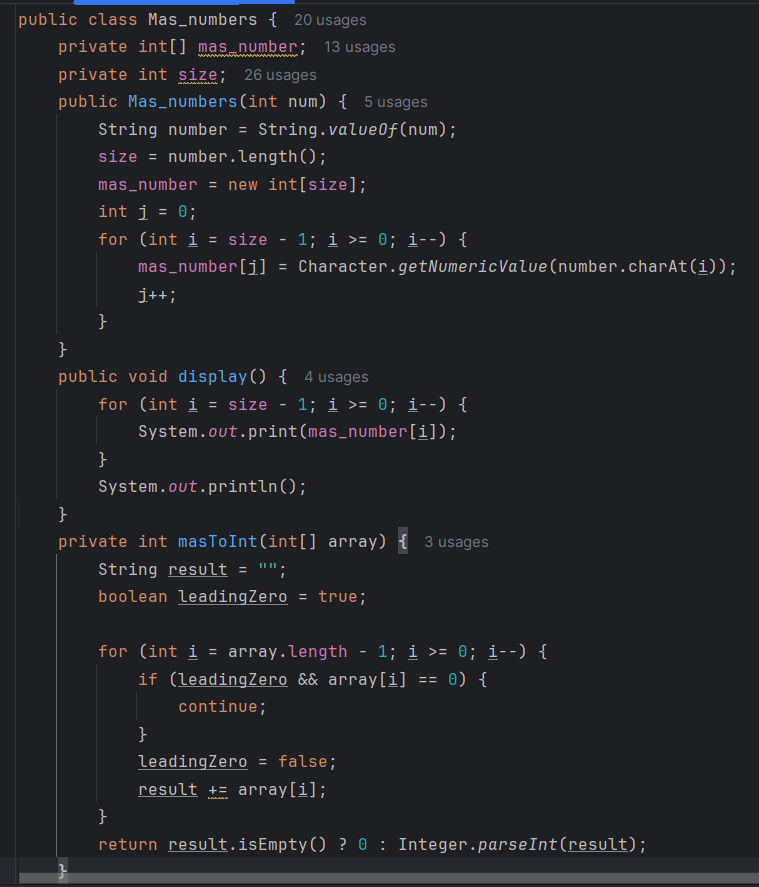 public class Mas_numbers { 20 usages
    private int[] mas_number; 13 usages
    private int size; 26 usages
    public Mas_numbers(int num) { 5 usages
        String number = String.valueOf(num);
        size = number.length();
        mas_number = new int[size];
        int j = 0;
        for (int i = size - 1; i >= 0; i--) {
            mas_number[j] = Character.getNumericValue(number.charAt(i));
            j++;
        }
    }
    public void display() { 4 usages
        for (int i = size - 1; i >= 0; i--) {
            System.out.print(mas_number[i]);
        }
        System.out.println();
    }
    private int masToInt(int[] array) { 3 usages
        String result = "";
        boolean leadingZero = true;

        for (int i = array.length - 1; i >= 0; i--) {
            if (leadingZero && array[i] == 0) {
                continue;
            }
            leadingZero = false;
            result += array[i];
        }
        return result.isEmpty() ? 0 : Integer.parseInt(result);
    }